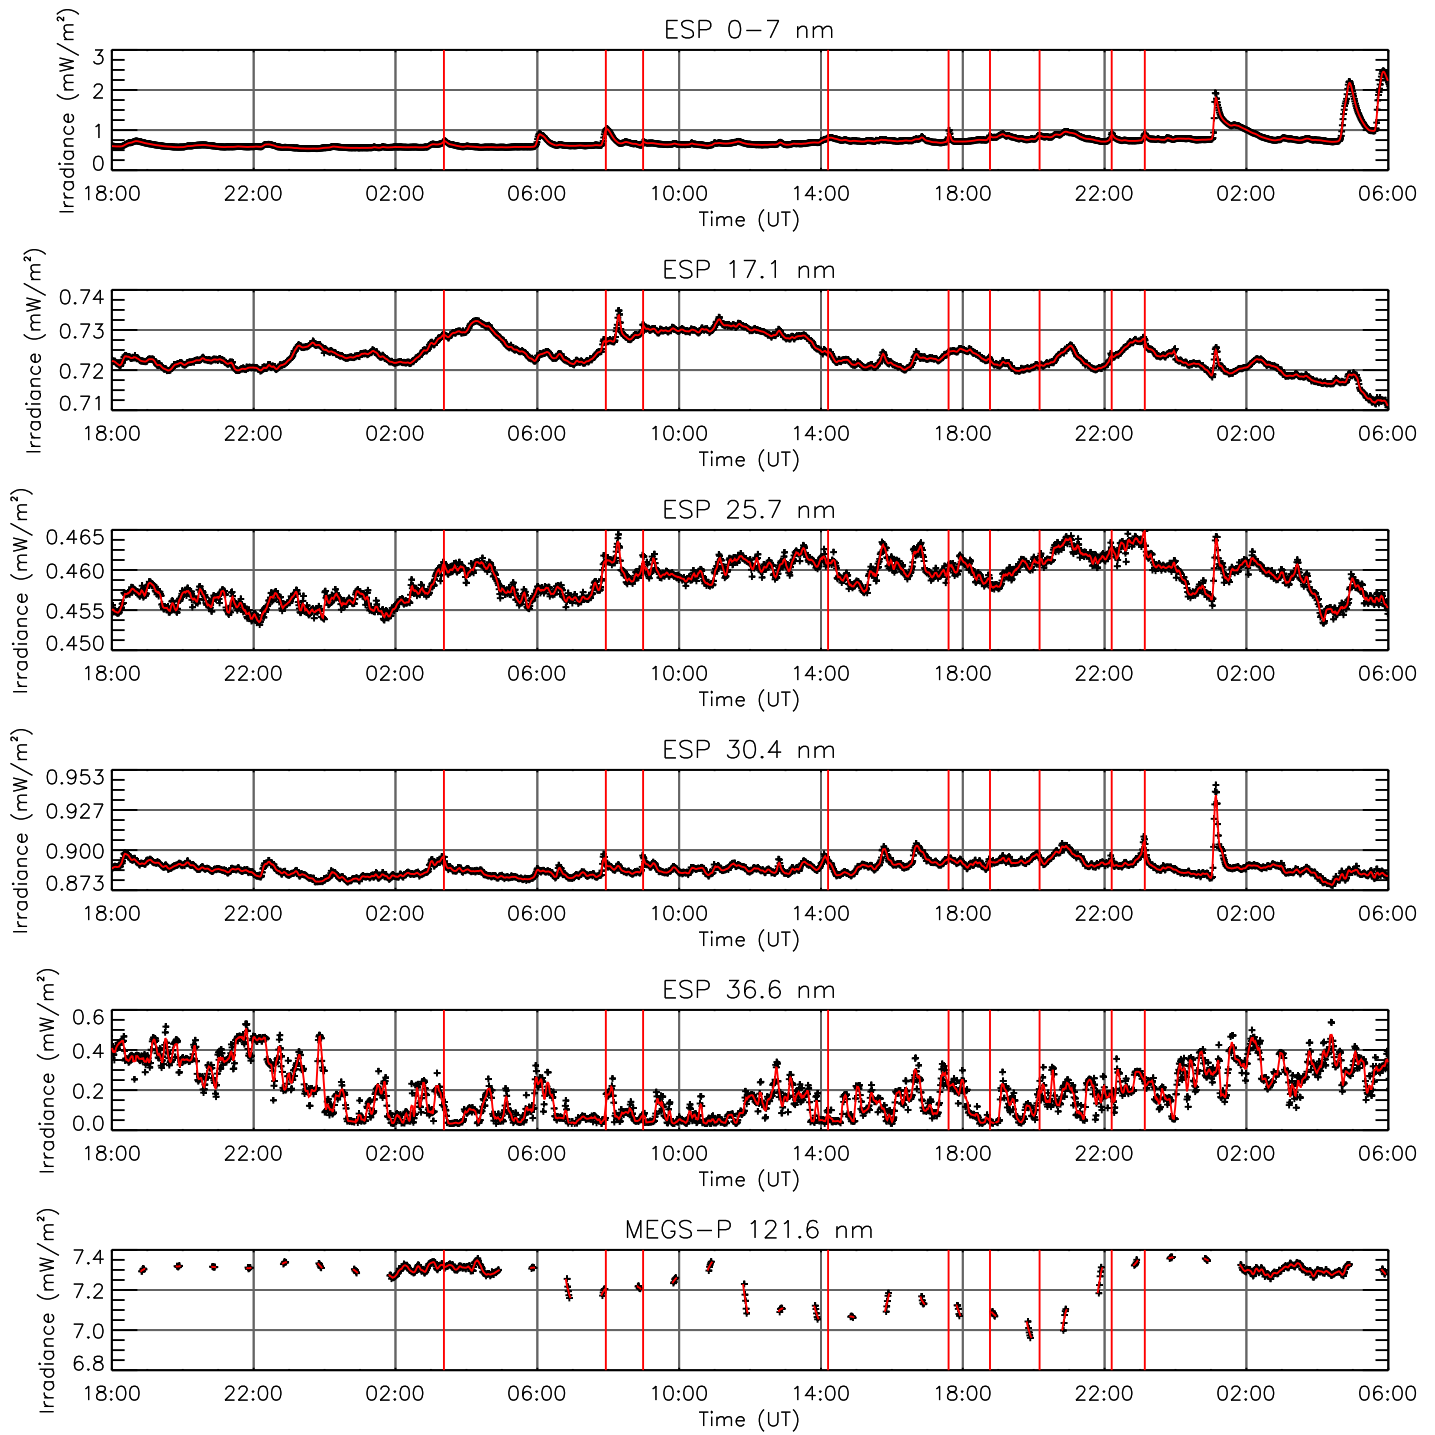 ESP 0-7 nm
Irradiance (mW/m²)
3
2
1
0
18:00 22:00 02:00 06:00 10:00 14:00 18:00 22:00 02:00 06:00
Time (UT)
ESP 17.1 nm
Irradiance (mW/m²)
0.74
0.73
0.72
0.71
18:00 22:00 02:00 06:00 10:00 14:00 18:00 22:00 02:00 06:00
Time (UT)
ESP 25.7 nm
Irradiance (mW/m²)
0.465
0.460
0.455
0.450
18:00 22:00 02:00 06:00 10:00 14:00 18:00 22:00 02:00 06:00
Time (UT)
ESP 30.4 nm
Irradiance (mW/m²)
0.953
0.927
0.900
0.873
18:00 22:00 02:00 06:00 10:00 14:00 18:00 22:00 02:00 06:00
Time (UT)
ESP 36.6 nm
Irradiance (mW/m²)
0.6
0.4
0.2
0.0
18:00 22:00 02:00 06:00 10:00 14:00 18:00 22:00 02:00 06:00
Time (UT)
MEGS-P 121.6 nm
Irradiance (mW/m²)
7.4
7.2
7.0
6.8
18:00 22:00 02:00 06:00 10:00 14:00 18:00 22:00 02:00 06:00
Time (UT)